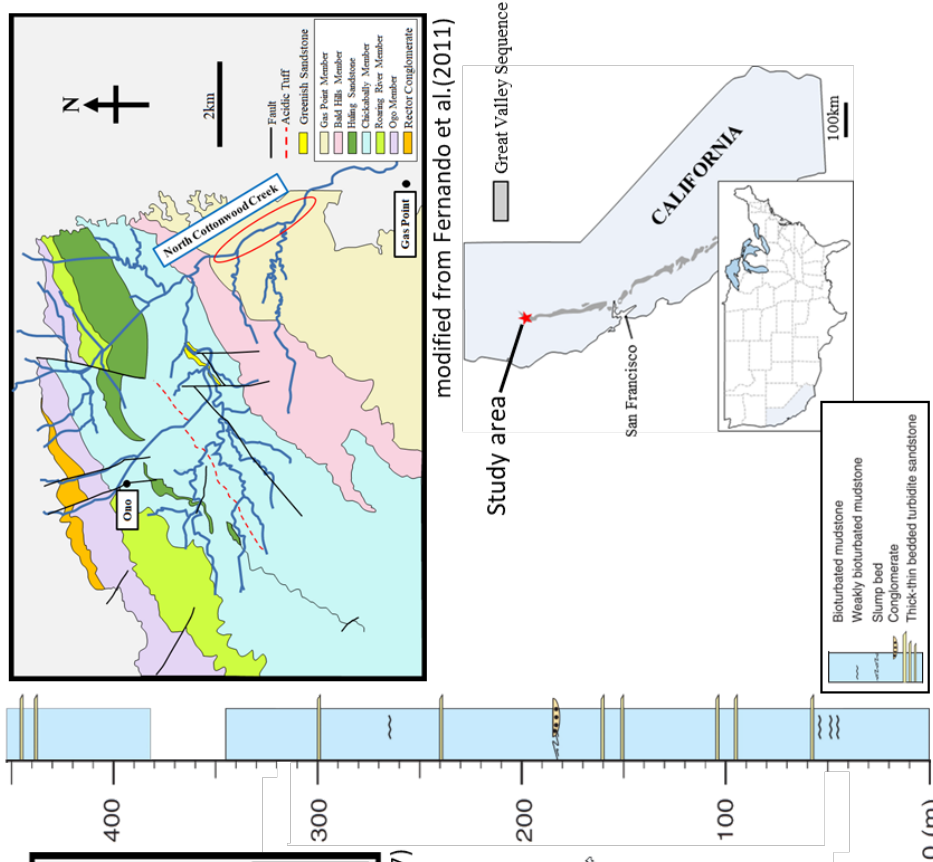 N
2km
Fault
Acidic Tuff
Greenish Sandstone
Gas Point Member
Bald Hills Member
Huling Sandstone
Chickabally Member
Roaring River Member
Ogo Member
Rector Conglomerate
North Cottonwood Creek
Ono
Gas Point
modified from Fernando et al.(2011)
Great Valley Sequence
CALIFORNIA
100km
Study area
San Francisco
Bioturbated mudstone
Weakly bioturbated mudstone
Slump bed
Conglomerate
Thick-thin bedded turbidite sandstone
400
300
200
100
0 (m)
7)